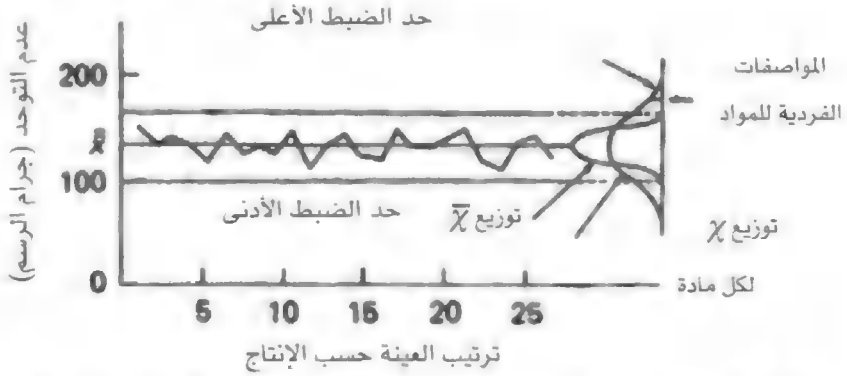 حد الضبط الأعلى
عدم التوحد (جرام الرسم)
200
100
0
المواصفات
الفردية للمواد
حد الضبط الأدنى
توزيع X̄
توزيع χ
لكل مادة
5 10 15 20 25
ترتيب العينة حسب الإنتاج